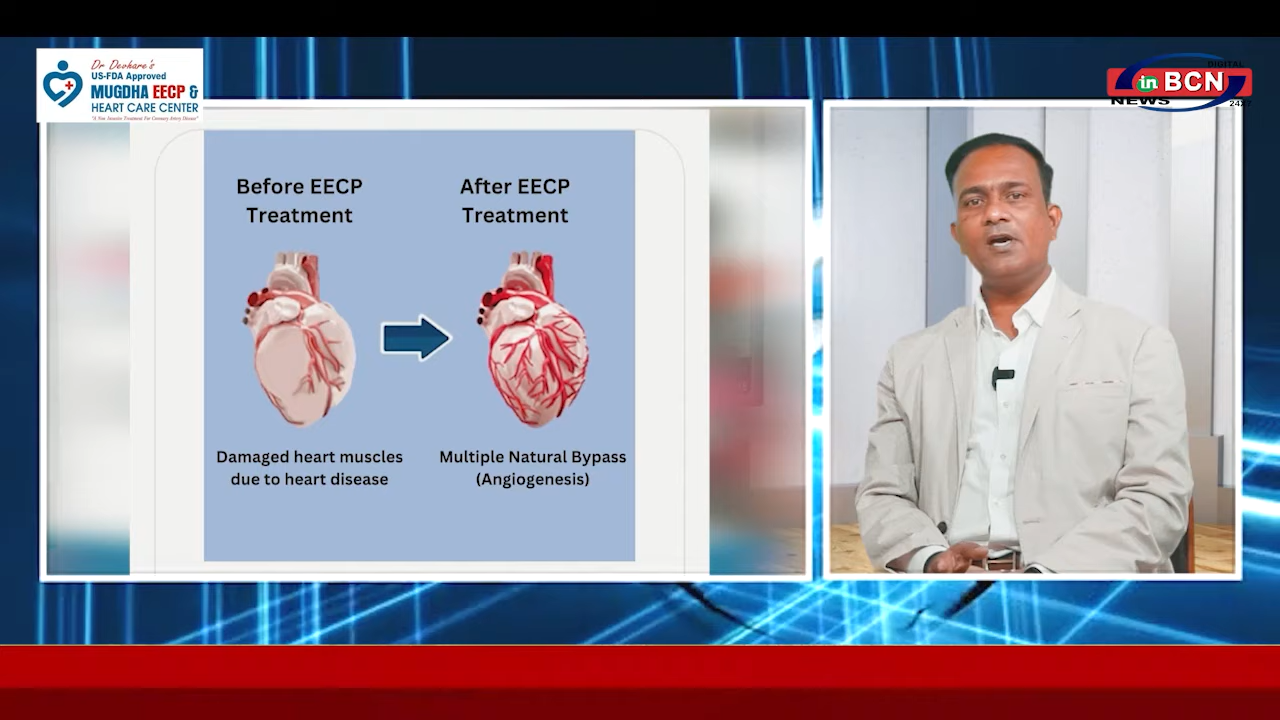 Dr Devhare's
US-FDA Approved
MUGDHA EECP &
HEART CARE CENTER
DIGITAL
in BCN
NEWS 24X7
Before EECP
Treatment
After EECP
Treatment
Damaged heart muscles
due to heart disease
Multiple Natural Bypass
(Angiogenesis)